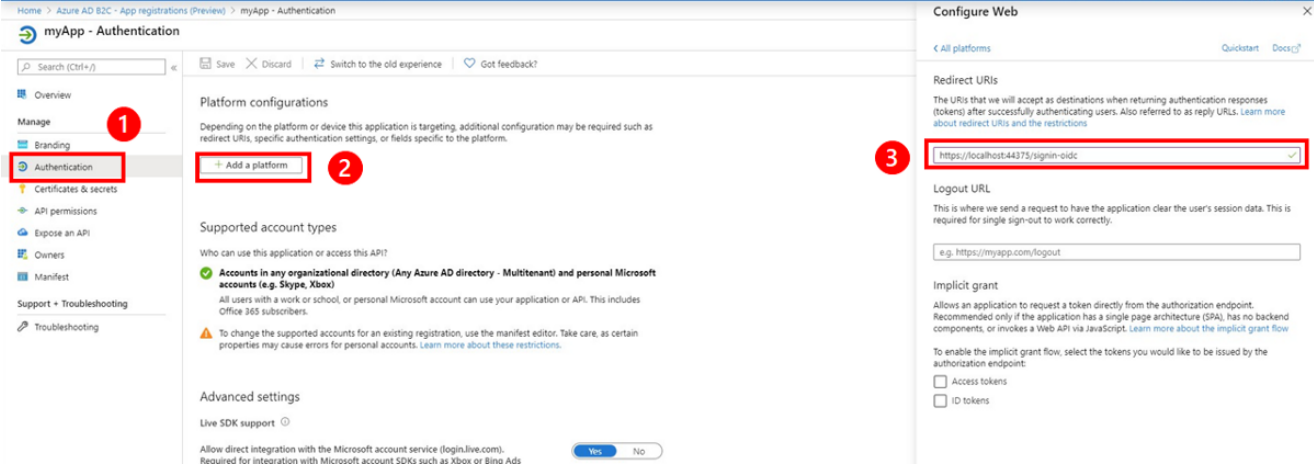 Home > Azure AD B2C - App registrations (Preview) > myApp - Authentication
myApp - Authentication
Search (Ctrl+/)
«
Overview
Manage
1
Branding
Authentication
Certificates & secrets
API permissions
Expose an API
Owners
Manifest
Support + Troubleshooting
Troubleshooting
Save
Discard
Switch to the old experience
Got feedback?
Platform configurations
Depending on the platform or device this application is targeting, additional configuration may be required such as
redirect URIs, specific authentication settings, or fields specific to the platform.
+ Add a platform
2
Supported account types
Who can use this application or access this API?
Accounts in any organizational directory (Any Azure AD directory - Multitenant) and personal Microsoft
accounts (e.g. Skype, Xbox)
All users with a work or school, or personal Microsoft account can use your application or API. This includes
Office 365 subscribers.
To change the supported accounts for an existing registration, use the manifest editor. Take care, as certain
properties may cause errors for personal accounts. Learn more about these restrictions.
Advanced settings
Live SDK support
Allow direct integration with the Microsoft account service (login.live.com).
Required for integration with Microsoft account SDKs such as Xbox or Bing Ads
Yes No
Configure Web
< All platforms
Quickstart Docs
Redirect URIs
The URIs that we will accept as destinations when returning authentication responses
(tokens) after successfully authenticating users. Also referred to as reply URLs. Learn more
about redirect URIs and the restrictions
3
https://localhost:44375/signin-oidc
Logout URL
This is where we send a request to have the application clear the user's session data. This is
required for single sign-out to work correctly.
e.g. https://myapp.com/logout
Implicit grant
Allows an application to request a token directly from the authorization endpoint.
Recommended only if the application has a single page architecture (SPA), has no backend
components, or invokes a Web API via JavaScript. Learn more about the implicit grant flow
To enable the implicit grant flow, select the tokens you would like to be issued by the
authorization endpoint:
Access tokens
ID tokens